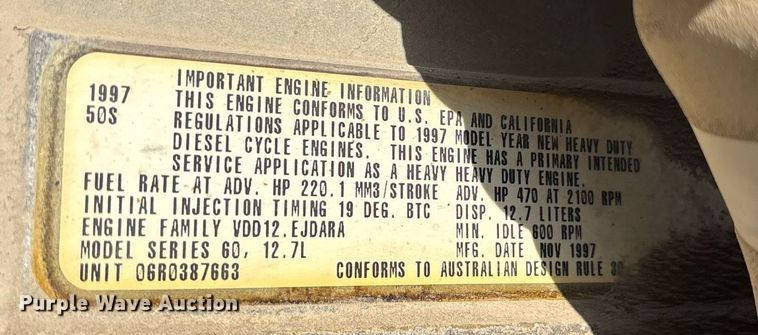 1997
50S
IMPORTANT ENGINE INFORMATION
THIS ENGINE CONFORMS TO U.S. EPA AND CALIFORNIA
REGULATIONS APPLICABLE TO 1997 MODEL YEAR NEW HEAVY DUTY
DIESEL CYCLE ENGINES. THIS ENGINE HAS A PRIMARY INTENDED
SERVICE APPLICATION AS A HEAVY HEAVY DUTY ENGINE.
FUEL RATE AT ADV. HP 220.1 MM3/STROKE ADV. HP 470 AT 2100 RPM
INITIAL INJECTION TIMING 19 DEG. BTC DISP. 12.7 LITERS
ENGINE FAMILY VDD12.EJDARA MIN. IDLE 600 RPM
MODEL SERIES 60, 12.7L MFG. DATE NOV 1997
UNIT 06R0387663 CONFORMS TO AUSTRALIAN DESIGN RULE
Purple Wave Auction